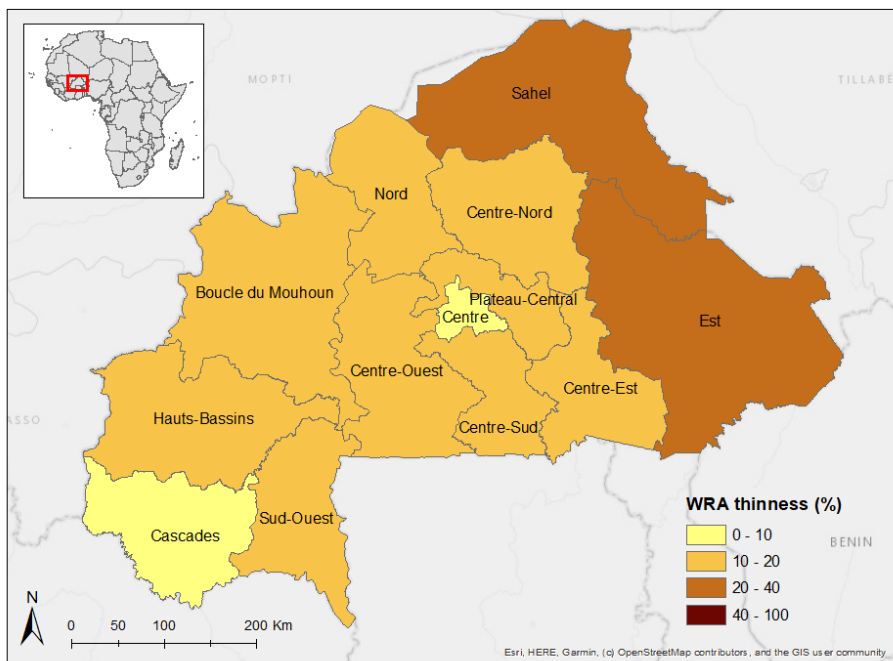 MOPTI
TILLABÉ
Sahel
Nord
Centre-Nord
Boucle du Mouhoun
Plateau-Central
Centre
Est
Centre-Ouest
Centre-Est
Hauts-Bassins
ASSO
Centre-Sud
Sud-Ouest
Cascades
WRA thinness (%)
0 - 10
10 - 20
20 - 40
40 - 100
BENIN
N
0 50 100 200 Km
Esri, HERE, Garmin, (c) OpenStreetMap contributors, and the GIS user community